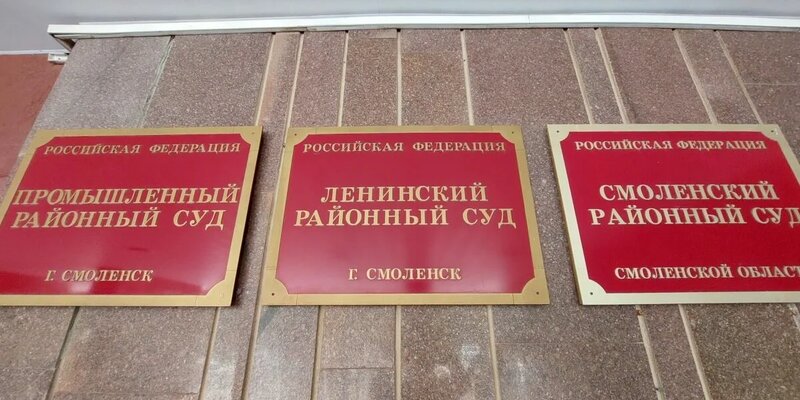 РОССИЙСКАЯ ФЕДЕРАЦИЯ
ПРОМЫШЛЕННЫЙ
РАЙОННЫЙ СУД
Г. СМОЛЕНСК
РОССИЙСКАЯ ФЕДЕРАЦИЯ
ЛЕНИНСКИЙ
РАЙОННЫЙ СУД
Г. СМОЛЕНСК
РОССИЙСКАЯ ФЕДЕРАЦИЯ
СМОЛЕНСКИЙ
РАЙОННЫЙ СУД
СМОЛЕНСКОЙ ОБЛАСТ